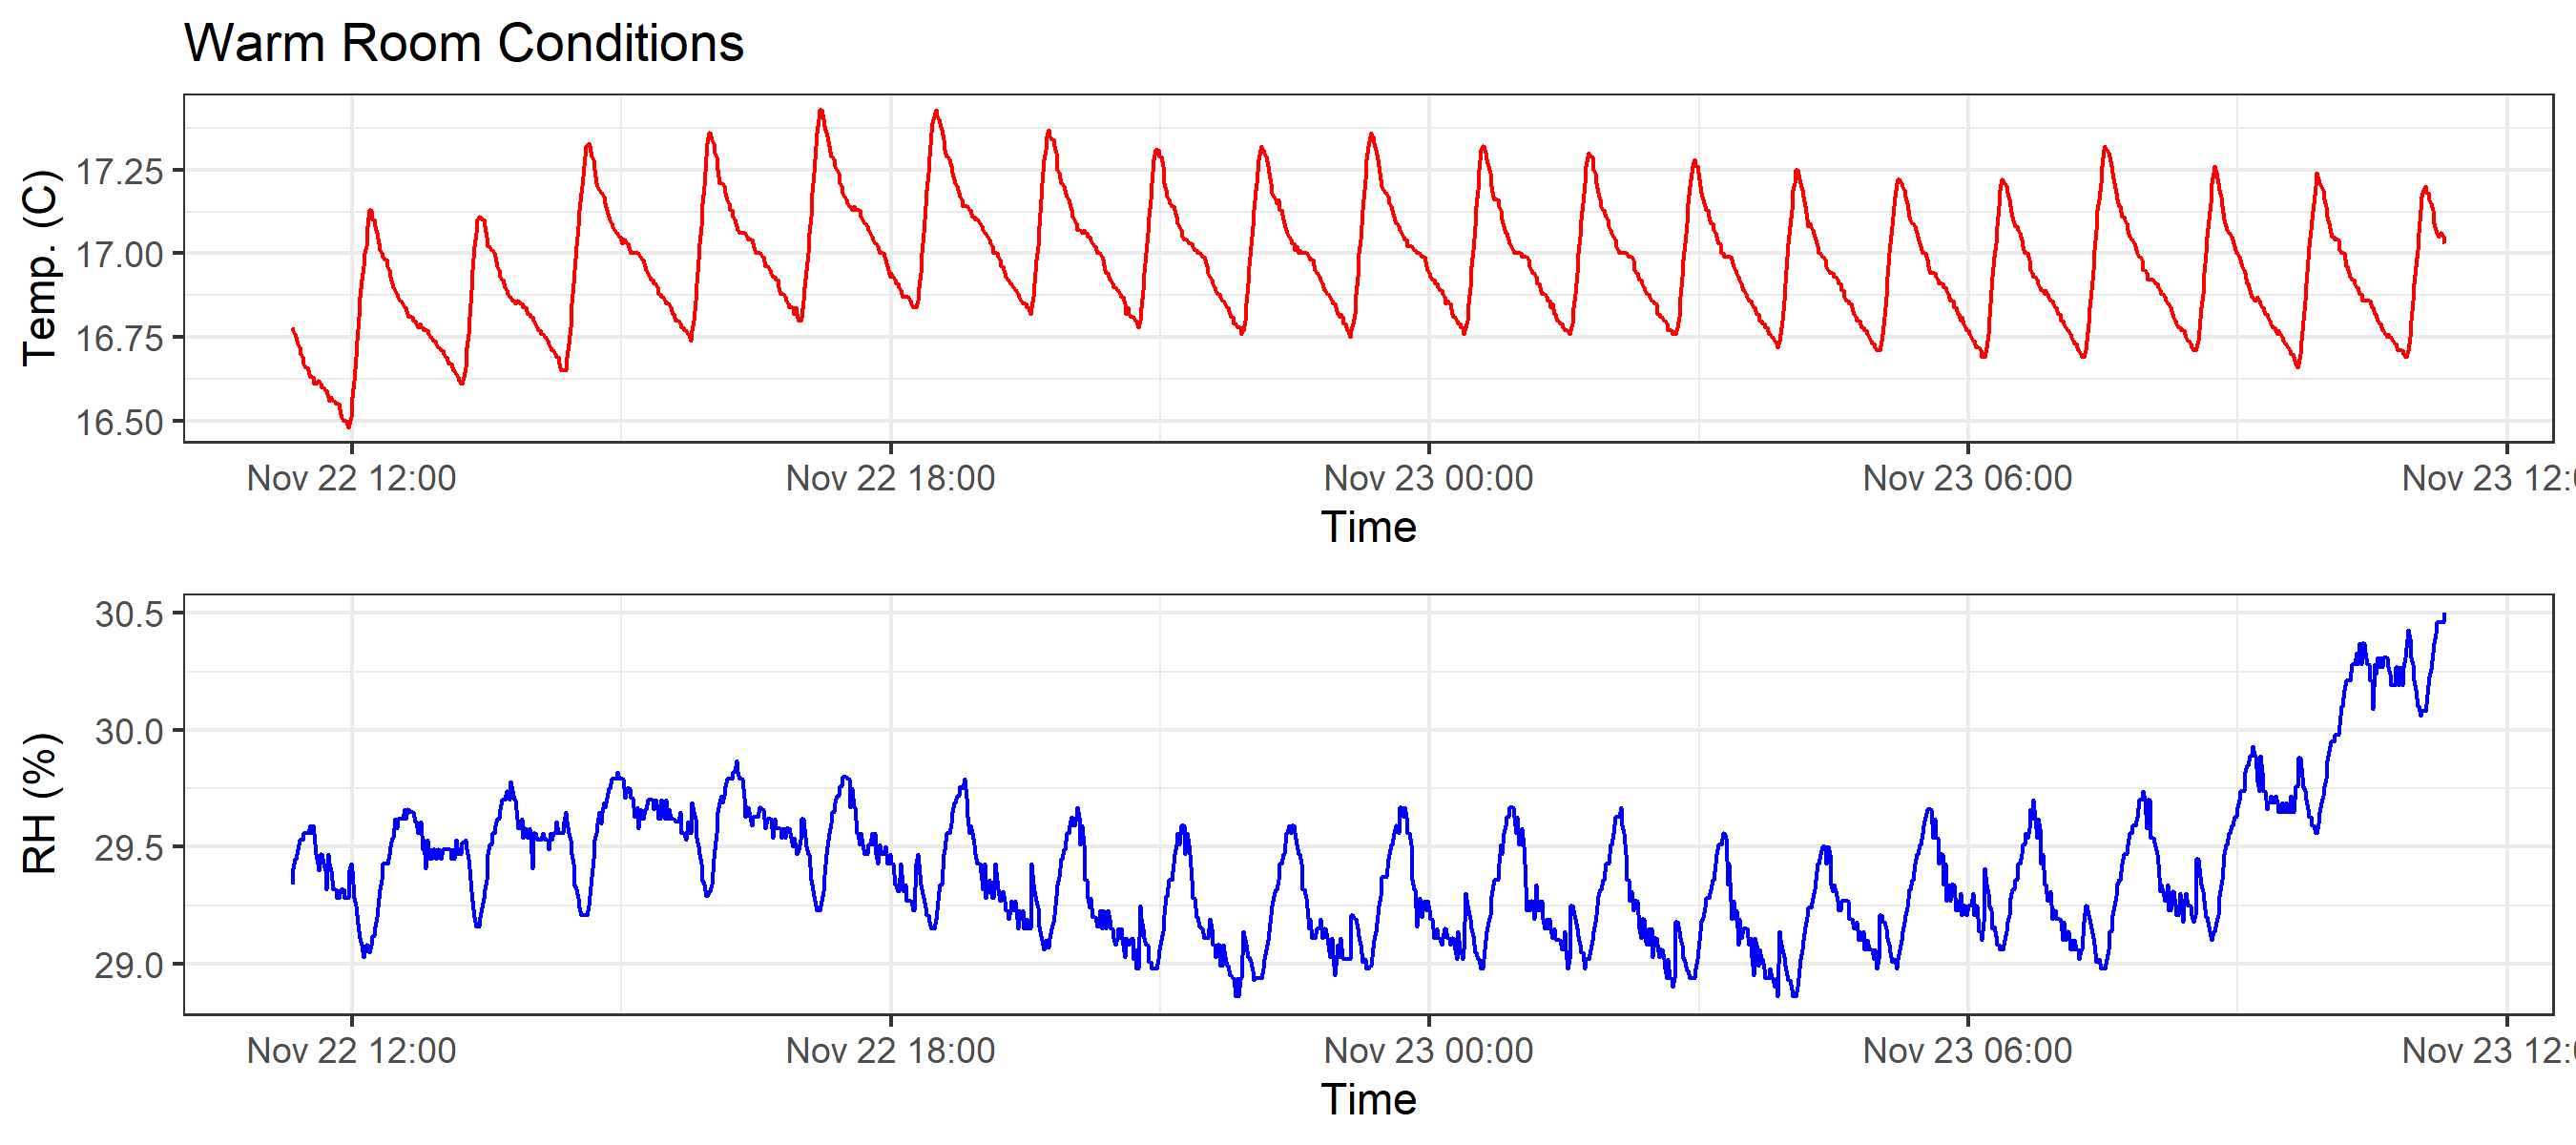 Warm Room Conditions
Temp. (C)
17.25
17.00
16.75
16.50
Nov 22 12:00 Nov 22 18:00 Nov 23 00:00 Nov 23 06:00 Nov 23 12:0
Time
RH (%)
30.5
30.0
29.5
29.0
Nov 22 12:00 Nov 22 18:00 Nov 23 00:00 Nov 23 06:00 Nov 23 12:0
Time